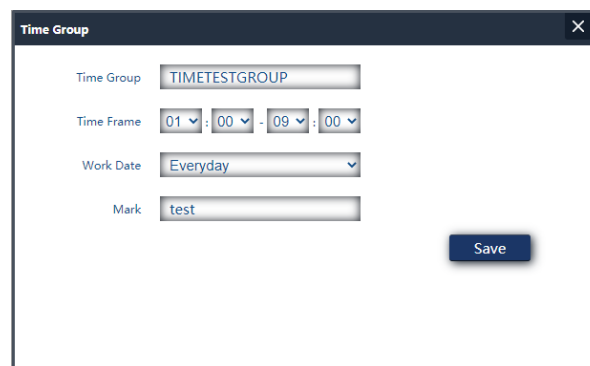 Time Group
Time Group TIMETESTGROUP
Time Frame 01 : 00 - 09 : 00
Work Date Everyday
Mark test
Save